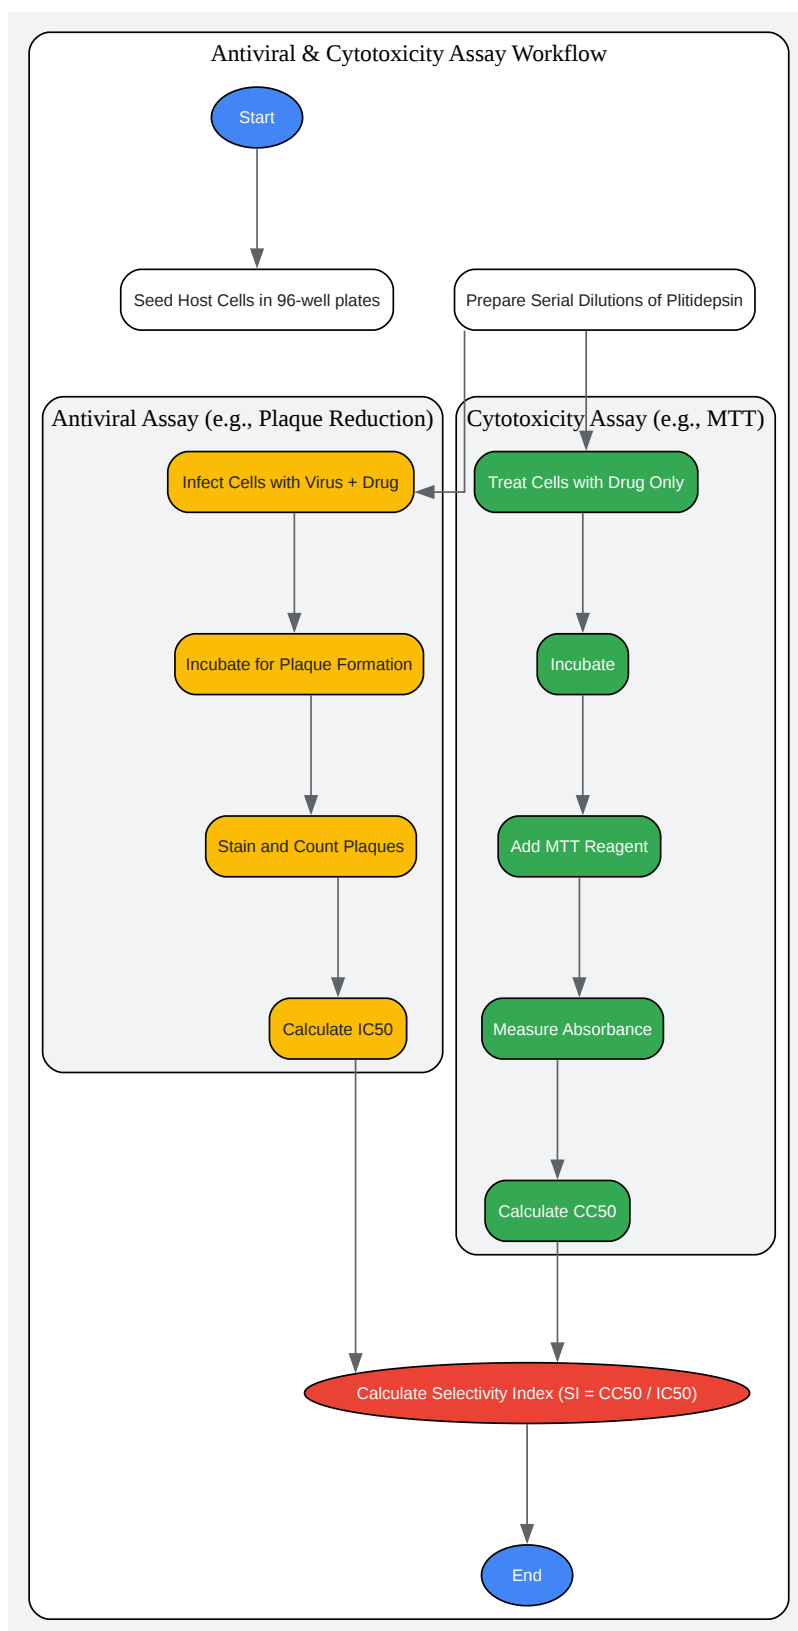 Antiviral & Cytotoxicity Assay Workflow
Start
Seed Host Cells in 96-well plates
Prepare Serial Dilutions of Plitidepsin
Antiviral Assay (e.g., Plaque Reduction)
Infect Cells with Virus + Drug
Incubate for Plaque Formation
Stain and Count Plaques
Calculate IC50
Cytotoxicity Assay (e.g., MTT)
Treat Cells with Drug Only
Incubate
Add MTT Reagent
Measure Absorbance
Calculate CC50
Calculate Selectivity Index (SI = CC50 / IC50)
End